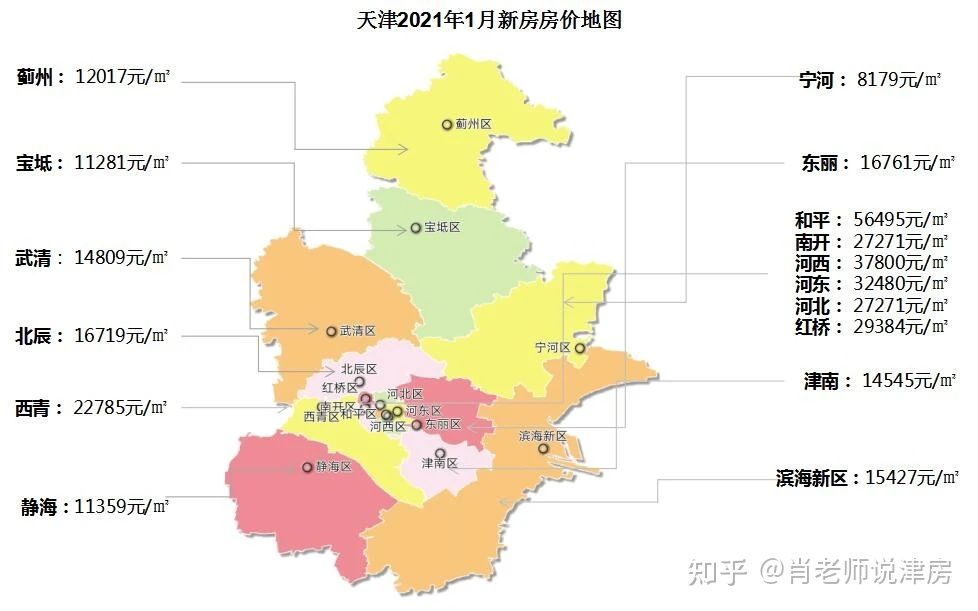 天津2021年1月新房房价地图
蓟州：12017元/㎡
宝坻：11281元/㎡
武清：14809元/㎡
北辰：16719元/㎡
西青：22785元/㎡
静海：11359元/㎡
宁河：8179元/㎡
东丽：16761元/㎡
和平：56495元/㎡
南开：27271元/㎡
河西：37800元/㎡
河东：32480元/㎡
河北：27271元/㎡
红桥：29384元/㎡
津南：14545元/㎡
滨海新区：15427元/㎡
蓟州区
宝坻区
武清区
宁河区
北辰区
红桥区
河北区
南开区
河东区
西青区
和平区
河西区
东丽区
滨海新区
津南区
静海区
知乎 @肖老师说津房